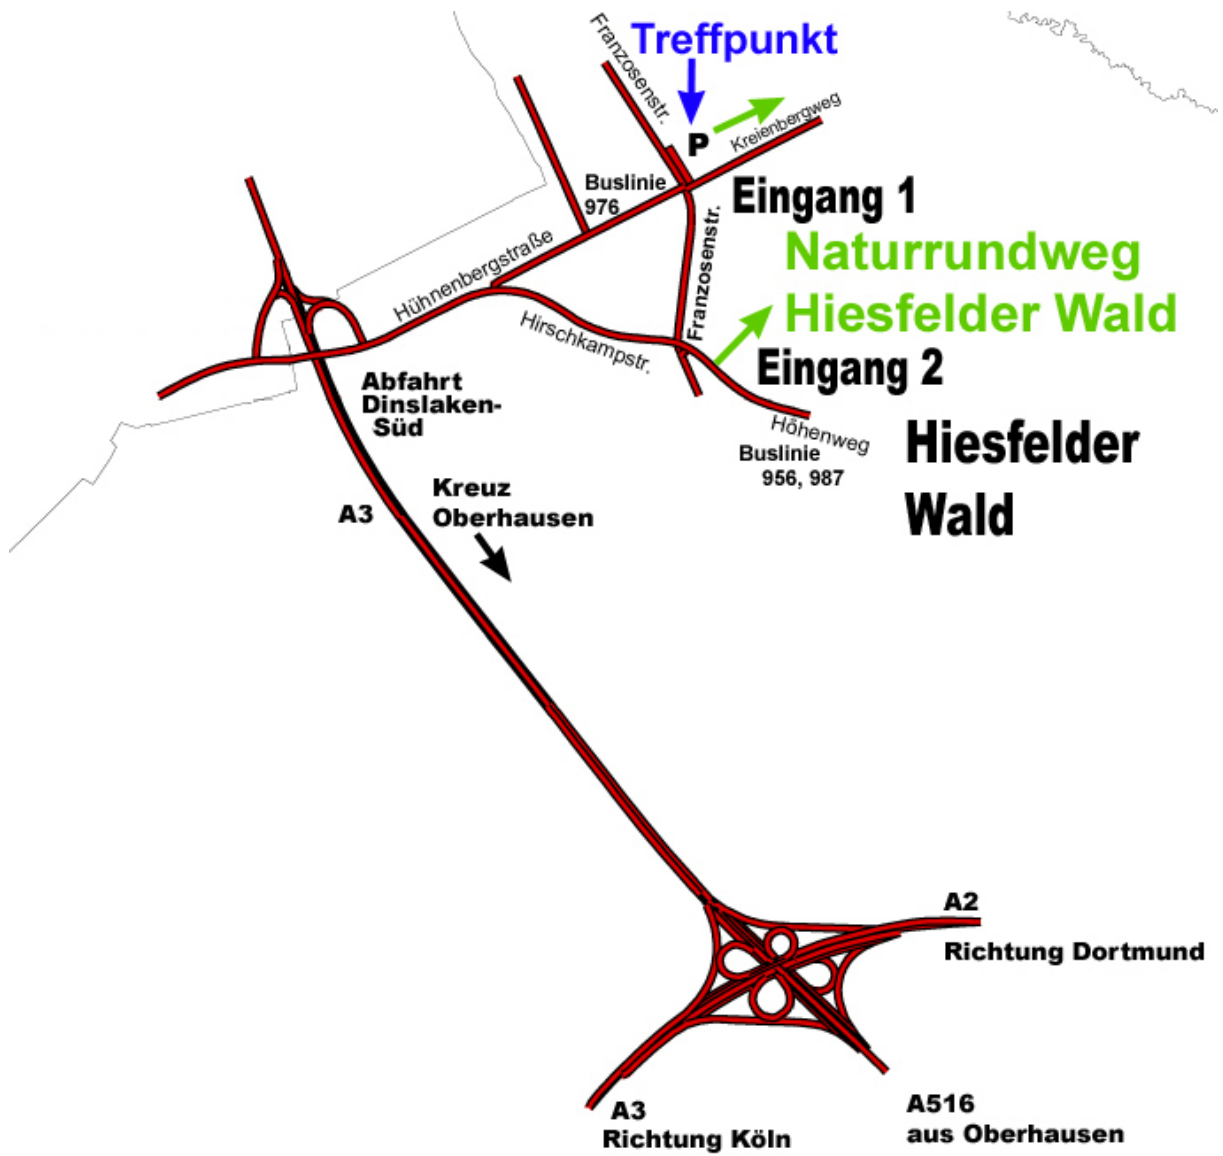 Treffpunkt
Franzosenstr.
P
Kreienbergweg
Buslinie
976
Eingang 1
Naturrundweg
Hiesfelder Wald
Hühnenbergstraße
Franzosenstr.
Hirschkampstr.
Eingang 2
Abfahrt
Dinslaken-
Süd
Höhenweg
Buslinie
956, 987
Hiesfelder
Wald
A3
Kreuz
Oberhausen
A2
Richtung Dortmund
A3
Richtung Köln
A516
aus Oberhausen